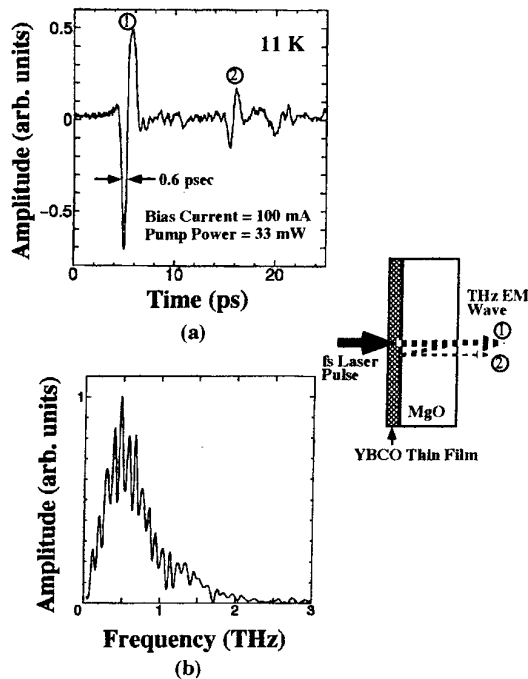 0.5
①
11 K
②
0
0.6 psec
-0.5
Bias Current = 100 mA
Pump Power = 33 mW
0
10
20
Amplitude (arb. units)
Time (ps)
(a)
THz EM
Wave
①
②
fs Laser
Pulse
MgO
YBCO Thin Film
1
0
1
2
3
Amplitude (arb. units)
Frequency (THz)
(b)